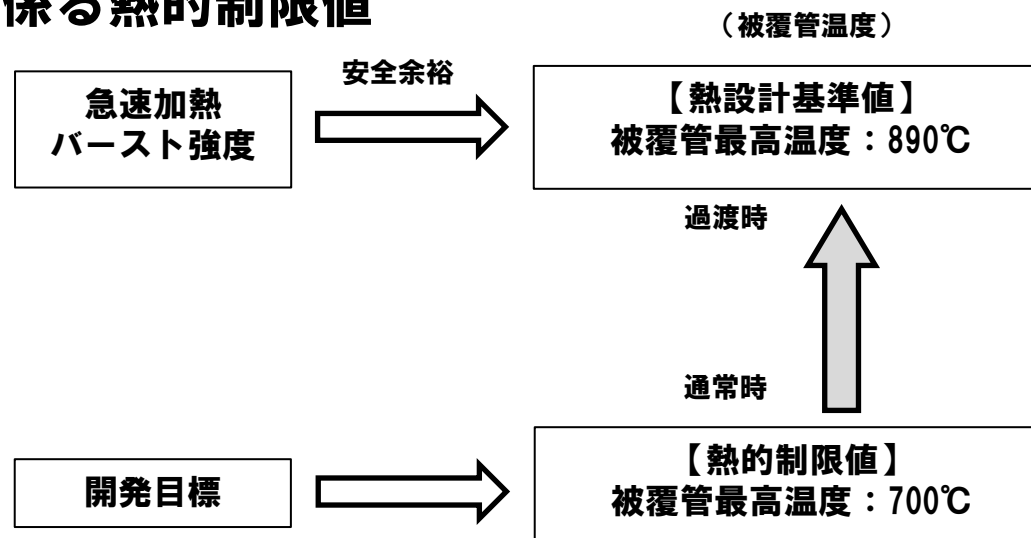 係る熱的制限値
（被覆管温度）
急速加熱
バースト強度
安全余裕
【熱設計基準値】
被覆管最高温度：890℃
過渡時
通常時
開発目標
【熱的制限値】
被覆管最高温度：700℃